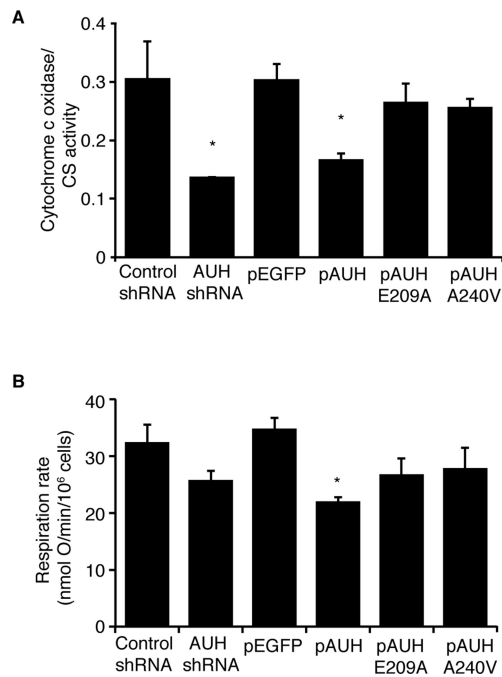 A
Cytochrome c oxidase/
CS activity
0.4
0.3
0.2
0.1
0
*
*
Control
shRNA
AUH
shRNA
pEGFP
pAUH
pAUH
E209A
pAUH
A240V
B
Respiration rate
(nmol O/min/10⁶ cells)
40
30
20
10
0
*
Control
shRNA
AUH
shRNA
pEGFP
pAUH
pAUH
E209A
pAUH
A240V